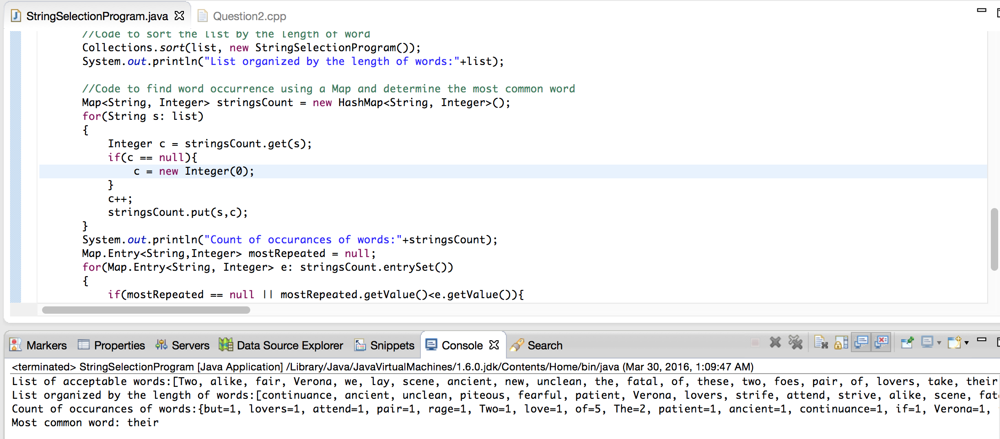 StringSelectionProgram.java Question2.cpp
//Code to sort the list by the length of word
Collections.sort(list, new StringSelectionProgram());
System.out.println("List organized by the length of words:"+list);
//Code to find word occurrence using a Map and determine the most common word
Map<String, Integer> stringsCount = new HashMap<String, Integer>();
for(String s: list)
{
Integer c = stringsCount.get(s);
if(c == null){
c = new Integer(0);
}
c++;
stringsCount.put(s,c);
}
System.out.println("Count of occurances of words:"+stringsCount);
Map.Entry<String,Integer> mostRepeated = null;
for(Map.Entry<String, Integer> e: stringsCount.entrySet())
{
if(mostRepeated == null || mostRepeated.getValue()<e.getValue()){
Markers Properties Servers Data Source Explorer Snippets Console Search
<terminated> StringSelectionProgram [Java Application] /Library/Java/JavaVirtualMachines/1.6.0.jdk/Contents/Home/bin/java (Mar 30, 2016, 1:09:47 AM)
List of acceptable words:[Two, alike, fair, Verona, we, lay, scene, ancient, new, unclean, the, fatal, of, these, two, foes, pair, of, lovers, take, their
List organized by the length of words:[continuance, ancient, unclean, piteous, fearful, patient, Verona, lovers, strife, attend, strive, alike, scene,
Count of occurances of words:{but=1, lovers=1, attend=1, pair=1, rage=1, Two=1, love=1, of=5, The=2, patient=1, ancient=1, continuance=1, if=1, Verona=1,
Most common word: their